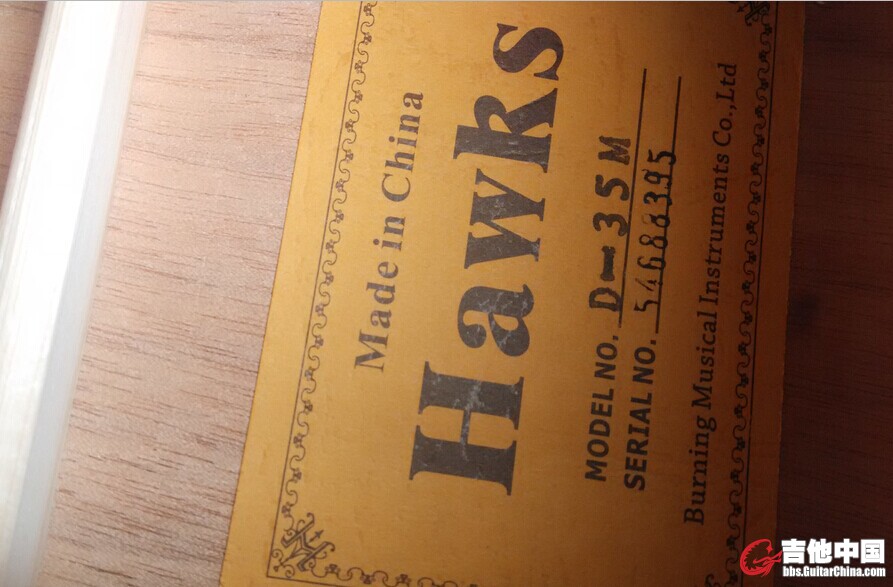 Made in China
Hawks
MODEL NO. D-35M
SERIAL NO. 54688395
Burning Musical Instruments Co.,Ltd
吉他中国
bbs.GuitarChina.com